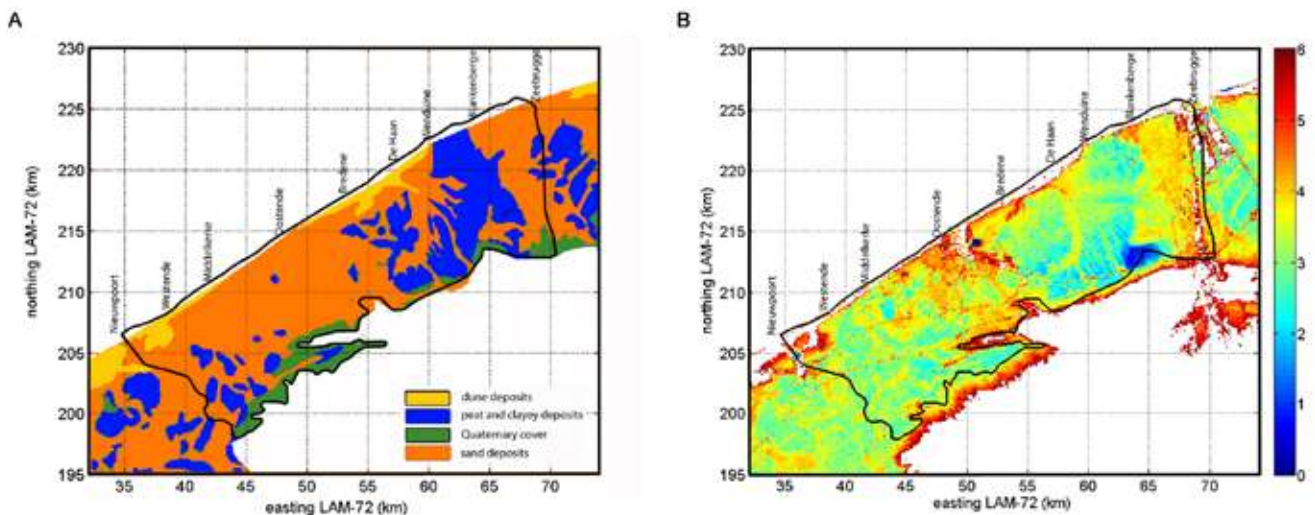 A
230
225
220
215
210
205
200
195
northing LAM-72 (km)
35 40 45 50 55 60 65 70
easting LAM-72 (km)
Nieuwpoort
Westende
Middelkerke
Oostende
Bredene
De Haan
Wenduine
Blankenberge
Zeebrugge
dune deposits
peat and clayey deposits
Quaternary cover
sand deposits
B
230
225
220
215
210
205
200
195
northing LAM-72 (km)
35 40 45 50 55 60 65 70
easting LAM-72 (km)
Nieuwpoort
Westende
Middelkerke
Oostende
Bredene
De Haan
Wenduine
Blankenberge
Zeebrugge
6
5
4
3
2
1
0